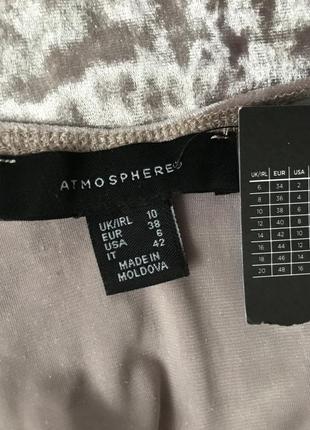 ATMOSPHERE®
UK/IRL 10
EUR 38
USA 6
IT 42
MADE IN
MOLDOVA
UK/IRL EUR USA
6 34 2
8 36 4
10 38 6
12 40 8
14 42 10
16 44 12
18 46 14
20 48 16